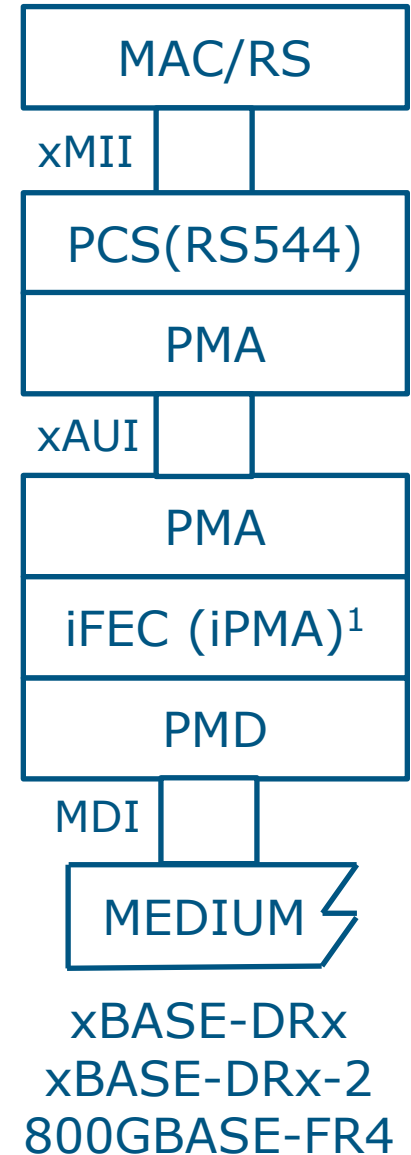 MAC/RS
xMII
PCS(RS544)
PMA
xAUI
PMA
iFEC (iPMA)¹
PMD
MDI
MEDIUM
xBASE-DRx
xBASE-DRx-2
800GBASE-FR4